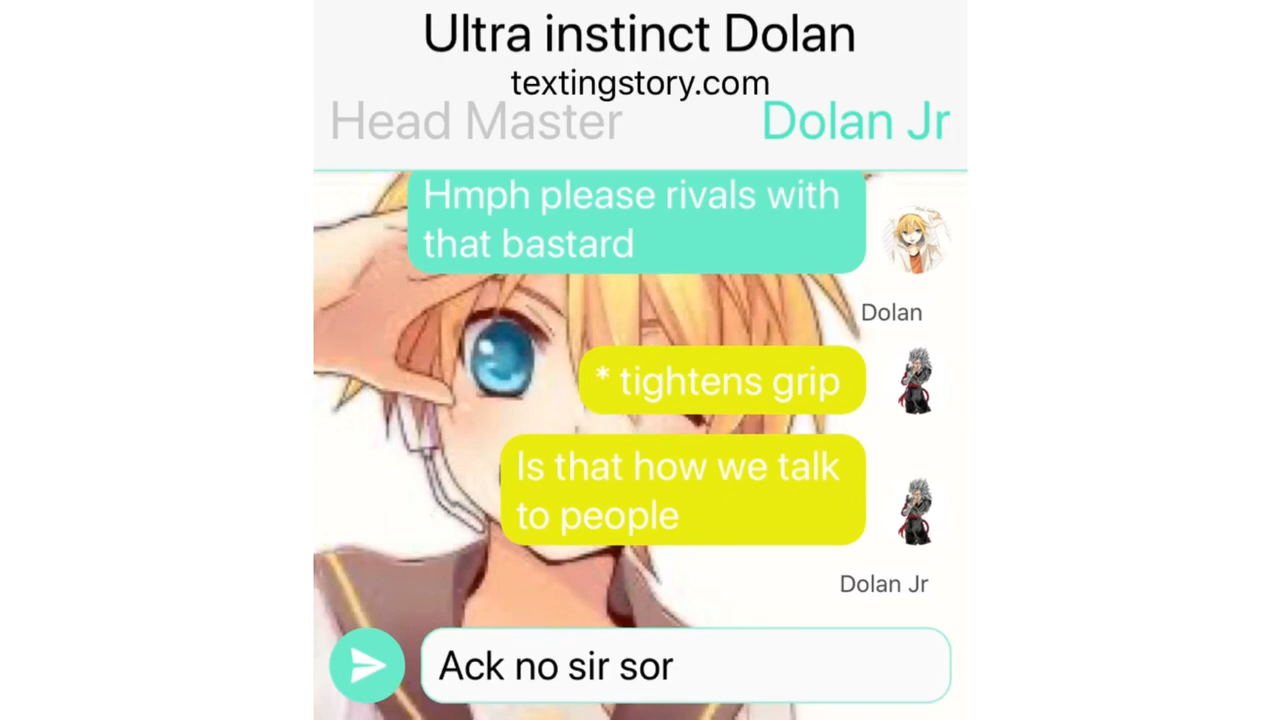 Ultra instinct Dolan
textingstory.com
Head Master
Dolan Jr
Hmph please rivals with
that bastard
Dolan
* tightens grip
Is that how we talk
to people
Dolan Jr
Ack no sir sor